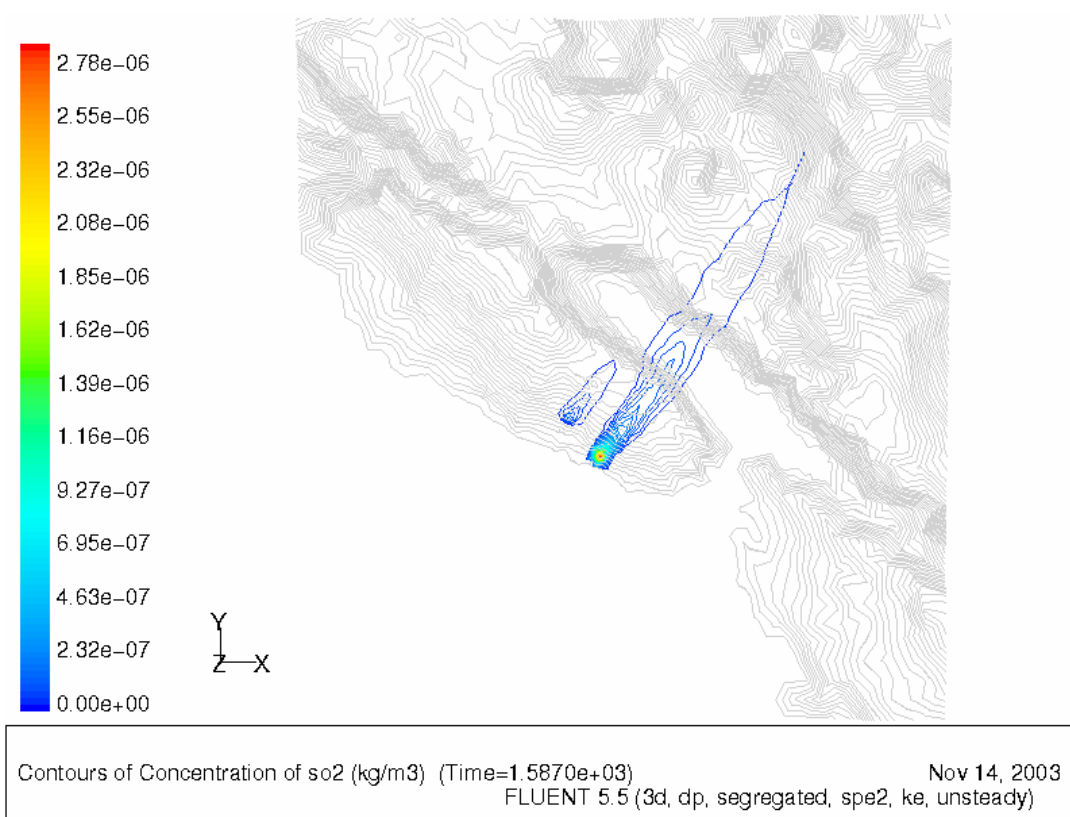 2.78e-06
2.55e-06
2.32e-06
2.08e-06
1.85e-06
1.62e-06
1.39e-06
1.16e-06
9.27e-07
6.95e-07
4.63e-07
2.32e-07
0.00e+00
Y
Z X
Contours of Concentration of so2 (kg/m3) (Time=1.5870e+03) Nov 14, 2003
FLUENT 5.5 (3d, dp, segregated, spe2, ke, unsteady)